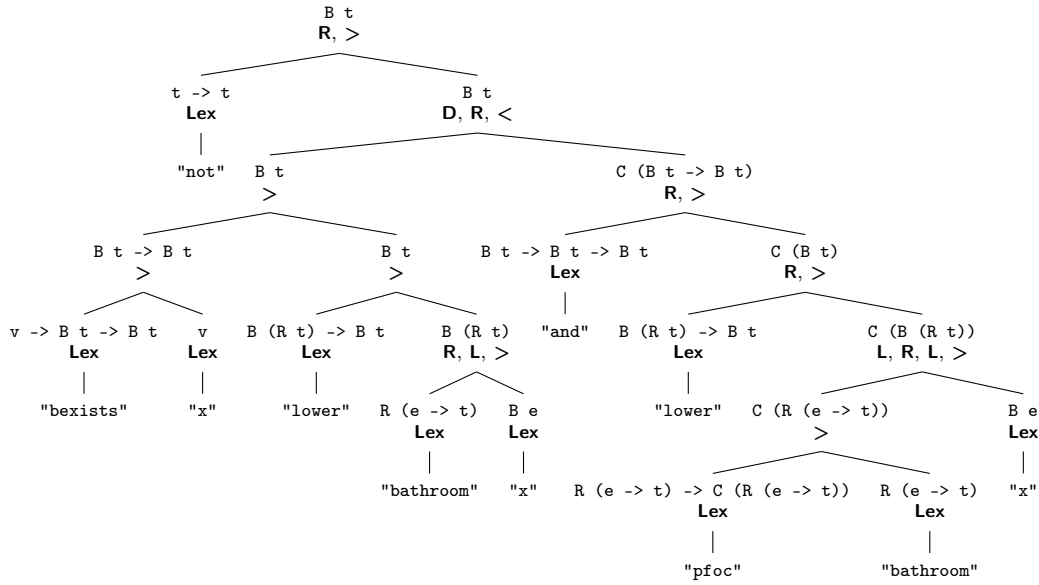 B t
R, >
t -> t B t
Lex D, R, <
"not" B t C (B t -> B t)
> R, >
B t -> B t B t B t -> B t -> B t C (B t)
> > Lex R, >
v -> B t -> B t v B (R t) -> B t B (R t) "and" B (R t) -> B t C (B (R t))
Lex Lex Lex R, L, > Lex L, R, L, >
"bexists" "x" "lower" R (e -> t) B e "lower" C (R (e -> t)) B e
Lex Lex > Lex
"bathroom" "x" R (e -> t) -> C (R (e -> t)) R (e -> t) "x"
Lex Lex
"pfoc" "bathroom"